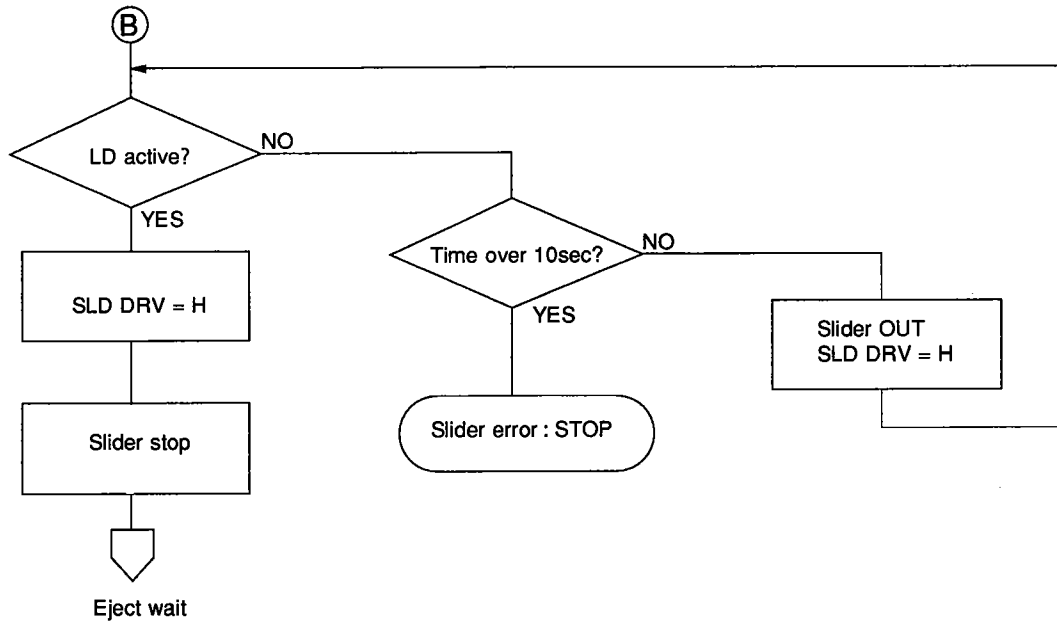 B
LD active?
NO
YES
SLD DRV = H
Slider stop
Eject wait
Time over 10sec?
NO
YES
Slider error : STOP
Slider OUT
SLD DRV = H